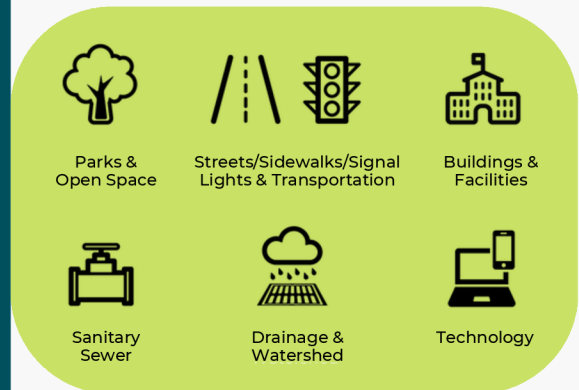 Parks &
Open Space
Streets/Sidewalks/Signal
Lights & Transportation
Buildings &
Facilities
Sanitary
Sewer
Drainage &
Watershed
Technology